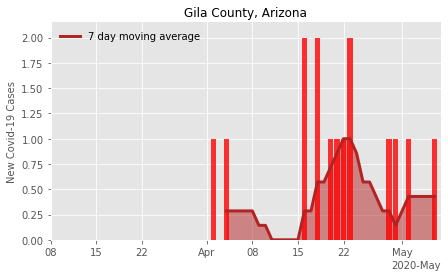 Gila County, Arizona
7 day moving average
New Covid-19 Cases
2.00
1.75
1.50
1.25
1.00
0.75
0.50
0.25
0.00
08 15 22 Apr 08 15 22 May
2020-May